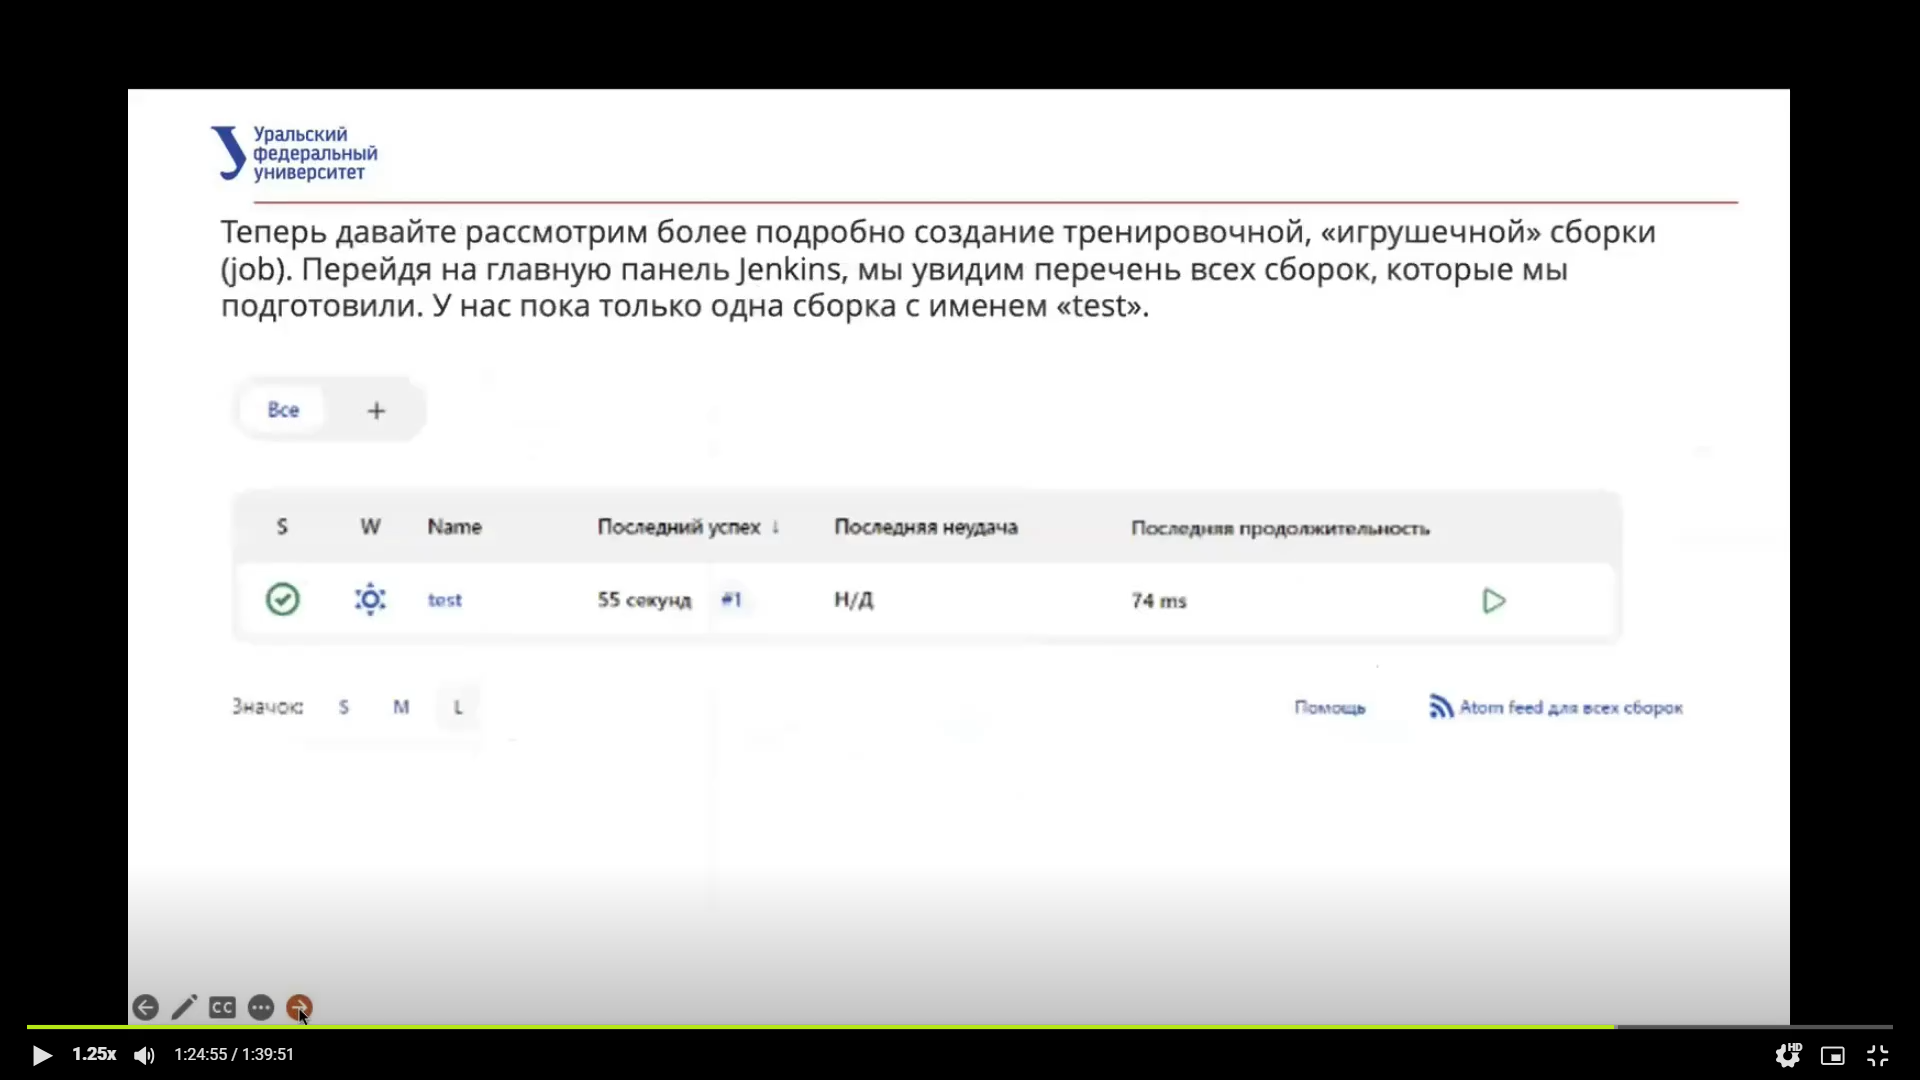 Уральский
федеральный
университет
Теперь давайте рассмотрим более подробно создание тренировочной, «игрушечной» сборки
(job). Перейдя на главную панель Jenkins, мы увидим перечень всех сборок, которые мы
подготовили. У нас пока только одна сборка с именем «test».
Все +
S W Name Последний успех ↓ Последняя неудача Последняя продолжительность
test 55 секунд #1 Н/Д 74 ms
Значок: S M L Помощь Atom feed для всех сборок
CC
1.25x 1:24:55 / 1:39:51 HD